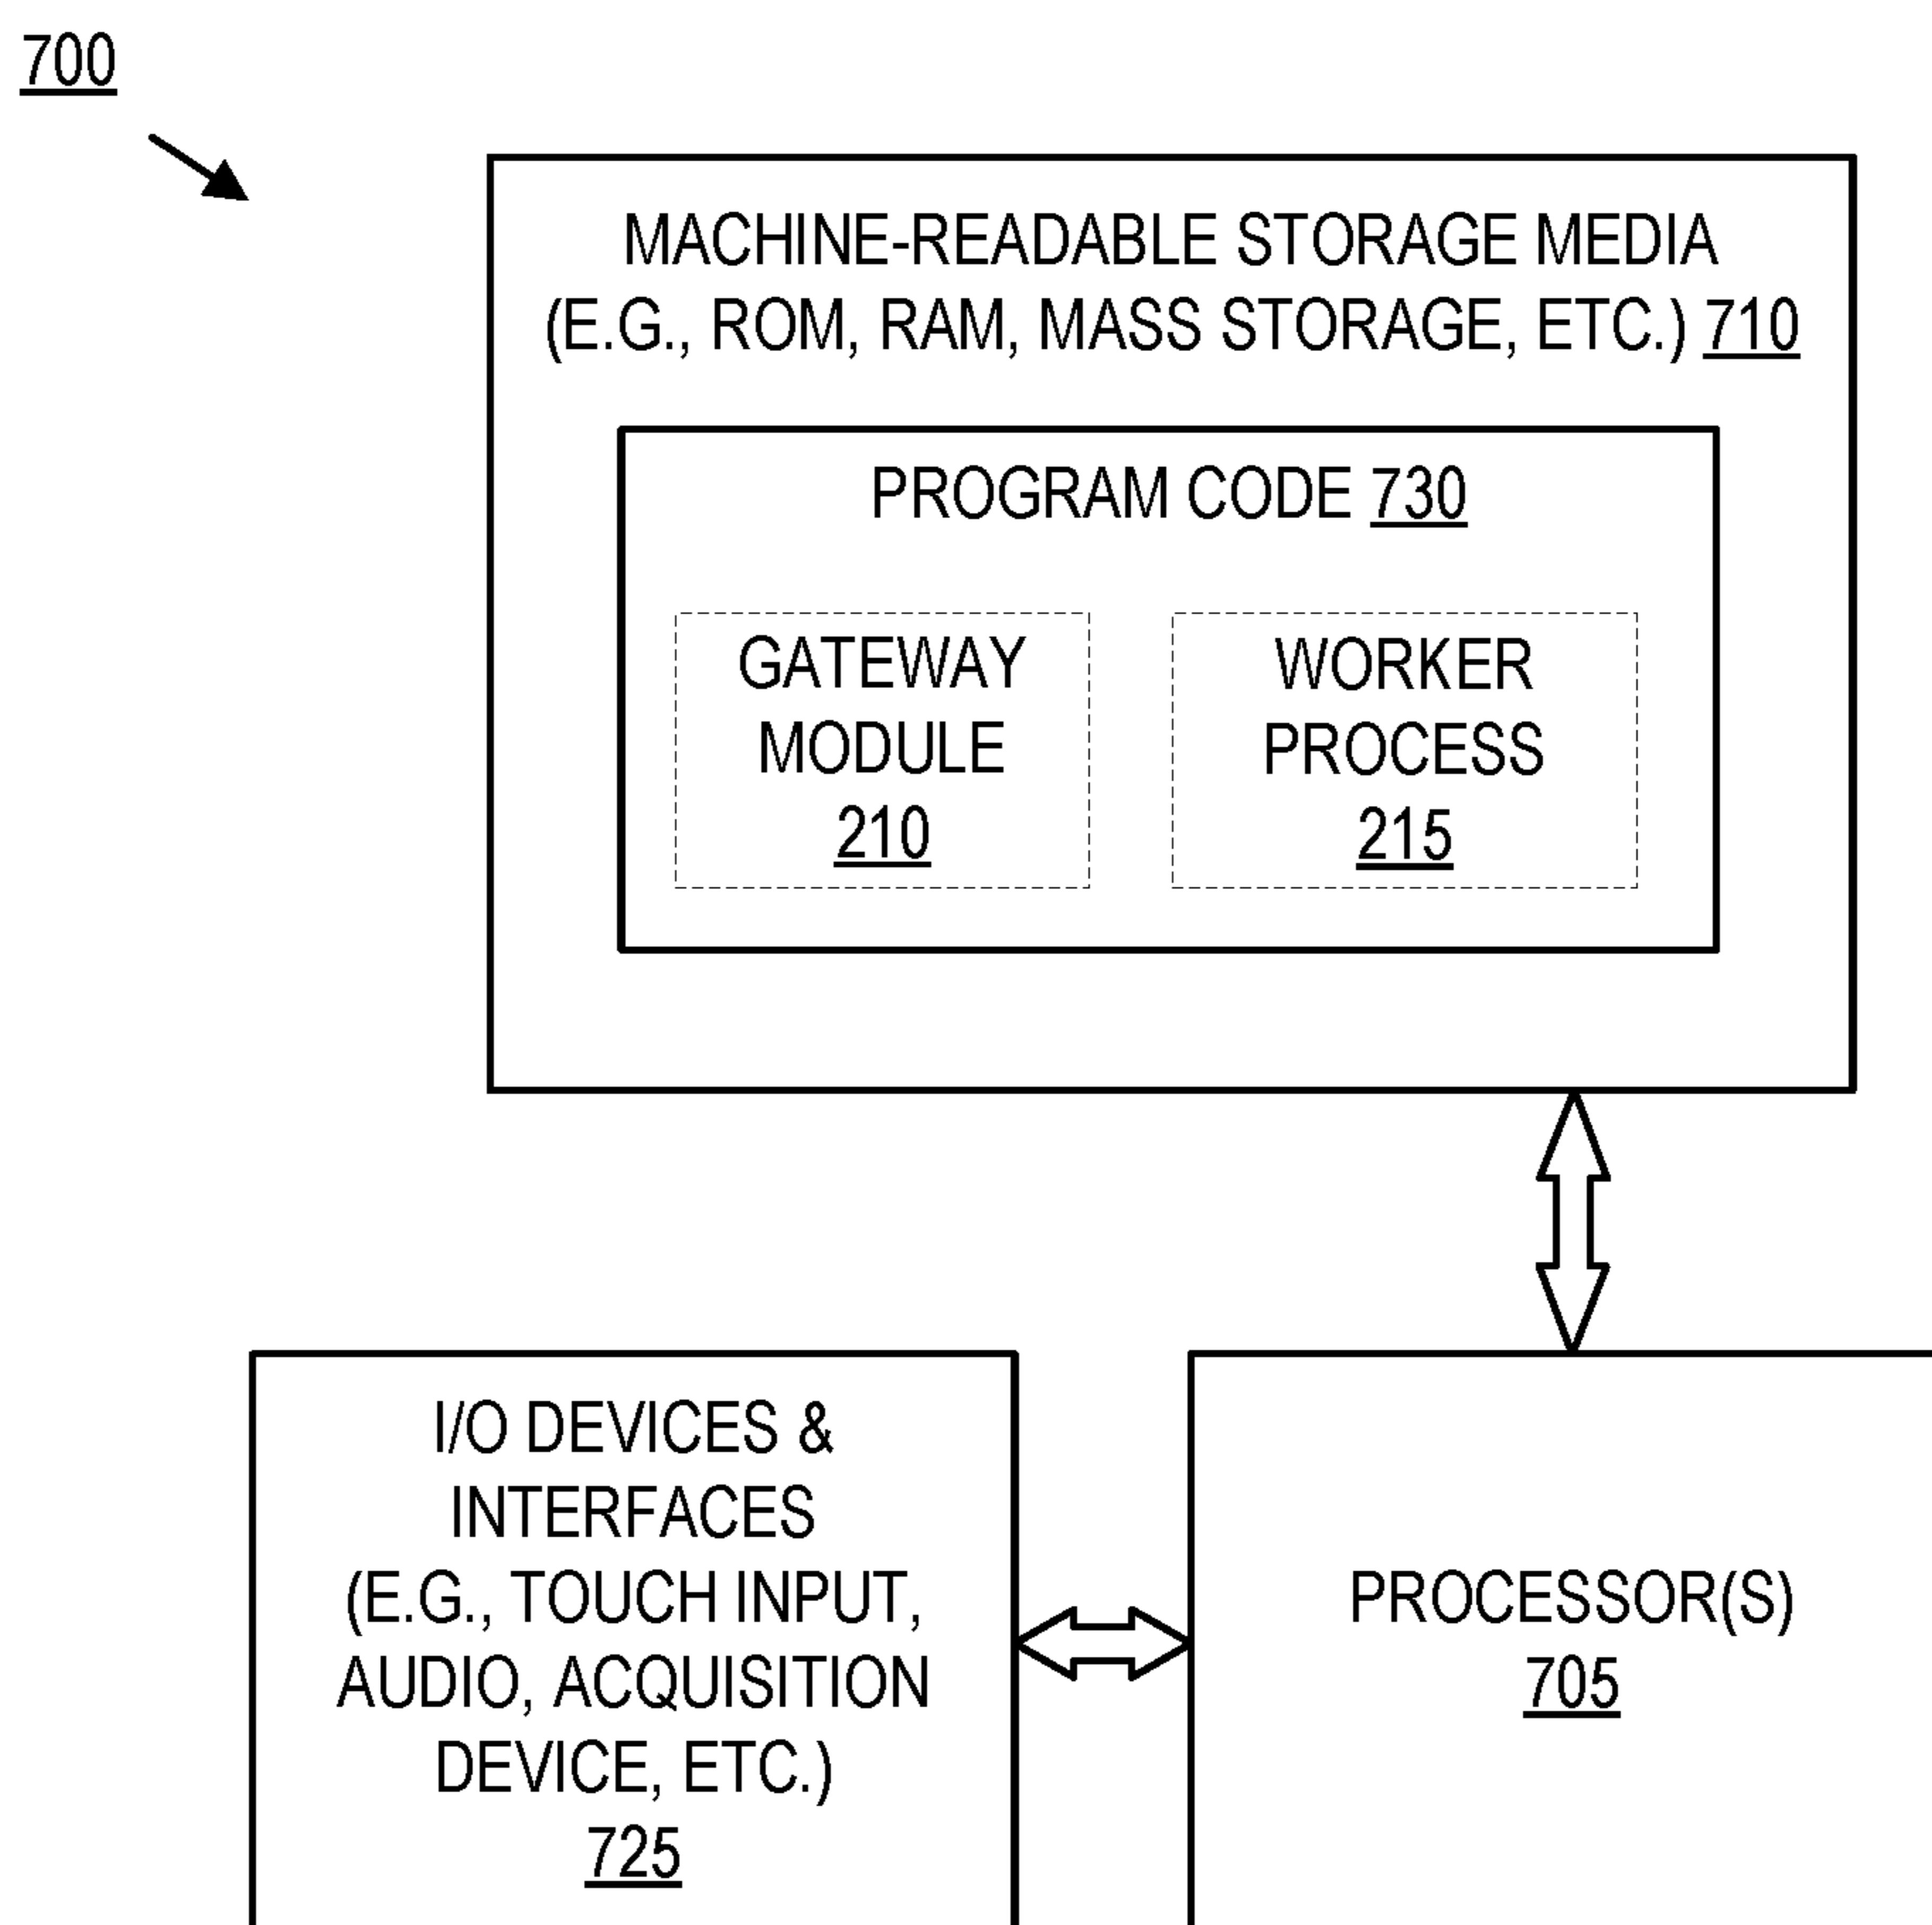 700
MACHINE-READABLE STORAGE MEDIA
(E.G., ROM, RAM, MASS STORAGE, ETC.) 710
PROGRAM CODE 730
GATEWAY
MODULE
210
WORKER
PROCESS
215
I/O DEVICES &
INTERFACES
(E.G., TOUCH INPUT,
AUDIO, ACQUISITION
DEVICE, ETC.)
725
PROCESSOR(S)
705